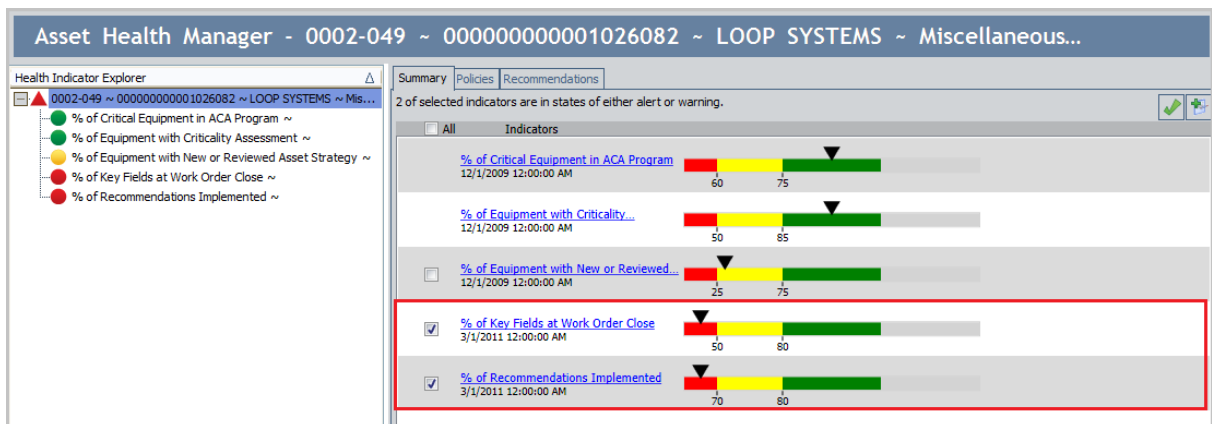 Asset Health Manager - 0002-049 ~ 000000000001026082 ~ LOOP SYSTEMS ~ Miscellaneous...
Health Indicator Explorer
0002-049 ~ 000000000001026082 ~ LOOP SYSTEMS ~ Mis...
% of Critical Equipment in ACA Program ~
% of Equipment with Criticality Assessment ~
% of Equipment with New or Reviewed Asset Strategy ~
% of Key Fields at Work Order Close ~
% of Recommendations Implemented ~
Summary Policies Recommendations
2 of selected indicators are in states of either alert or warning.
All Indicators
% of Critical Equipment in ACA Program
12/1/2009 12:00:00 AM
60 75
% of Equipment with Criticality...
12/1/2009 12:00:00 AM
50 85
% of Equipment with New or Reviewed...
12/1/2009 12:00:00 AM
25 75
% of Key Fields at Work Order Close
3/1/2011 12:00:00 AM
50 80
% of Recommendations Implemented
3/1/2011 12:00:00 AM
70 80